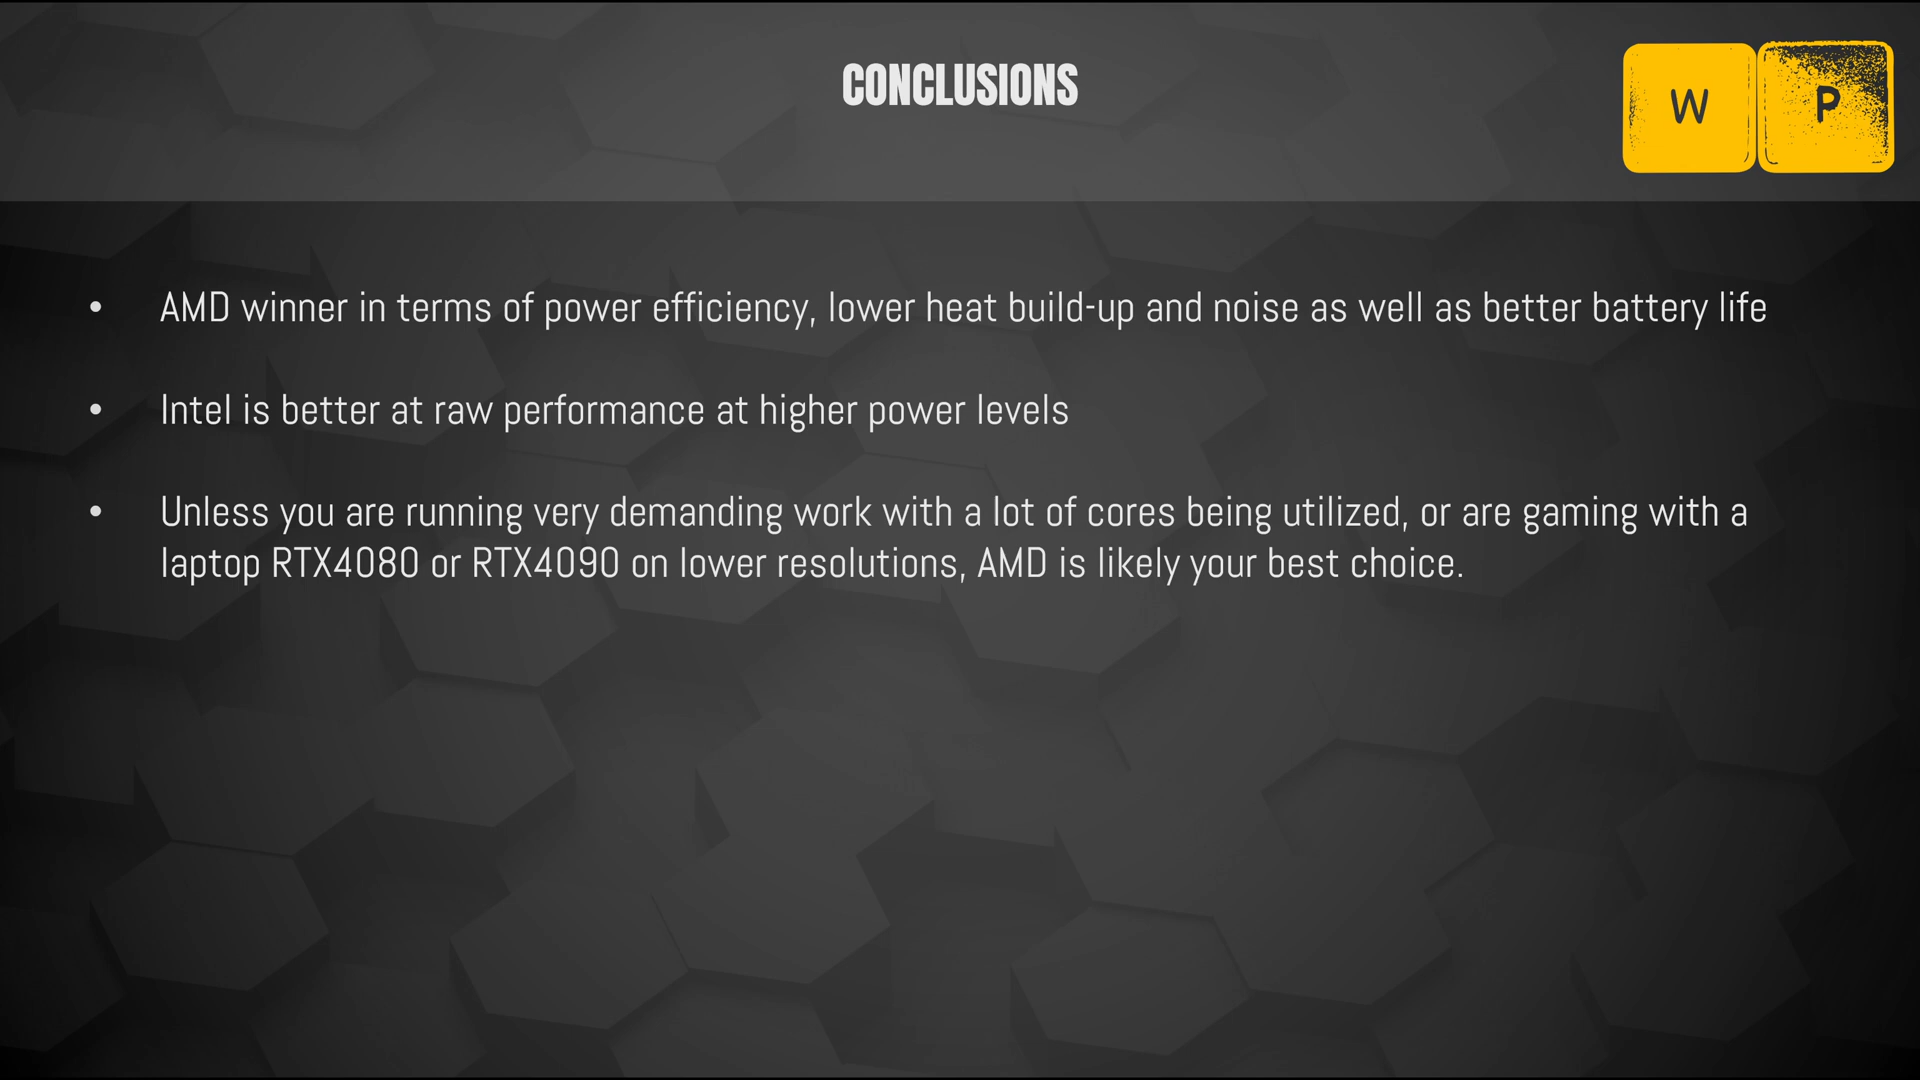 CONCLUSIONS
W P
• AMD winner in terms of power efficiency, lower heat build-up and noise as well as better battery life
• Intel is better at raw performance at higher power levels
• Unless you are running very demanding work with a lot of cores being utilized, or are gaming with a
laptop RTX4080 or RTX4090 on lower resolutions, AMD is likely your best choice.